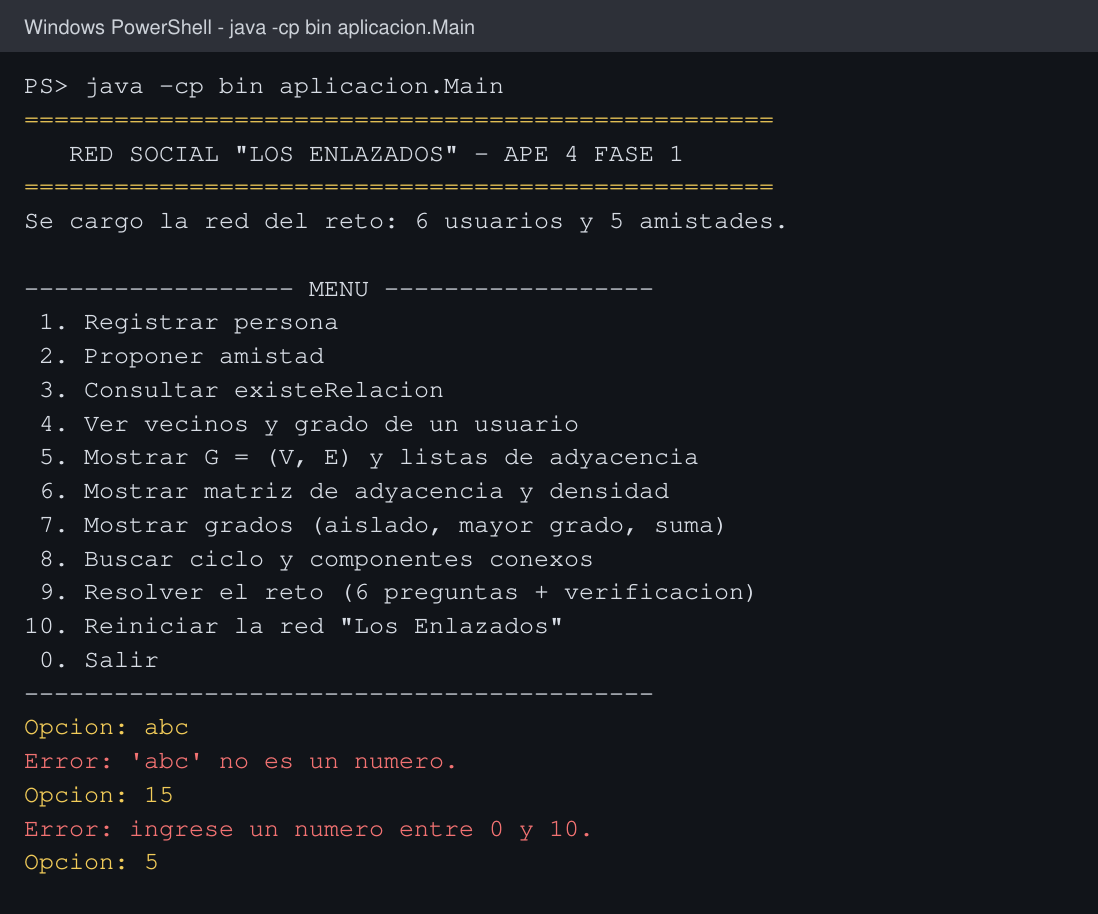 Windows PowerShell - java -cp bin aplicacion.Main
PS> java -cp bin aplicacion.Main
==================================================
   RED SOCIAL "LOS ENLAZADOS" - APE 4 FASE 1
==================================================
Se cargo la red del reto: 6 usuarios y 5 amistades.

------------------ MENU ------------------
 1. Registrar persona
 2. Proponer amistad
 3. Consultar existeRelacion
 4. Ver vecinos y grado de un usuario
 5. Mostrar G = (V, E) y listas de adyacencia
 6. Mostrar matriz de adyacencia y densidad
 7. Mostrar grados (aislado, mayor grado, suma)
 8. Buscar ciclo y componentes conexos
 9. Resolver el reto (6 preguntas + verificacion)
10. Reiniciar la red "Los Enlazados"
 0. Salir
------------------------------------------
Opcion: abc
Error: 'abc' no es un numero.
Opcion: 15
Error: ingrese un numero entre 0 y 10.
Opcion: 5